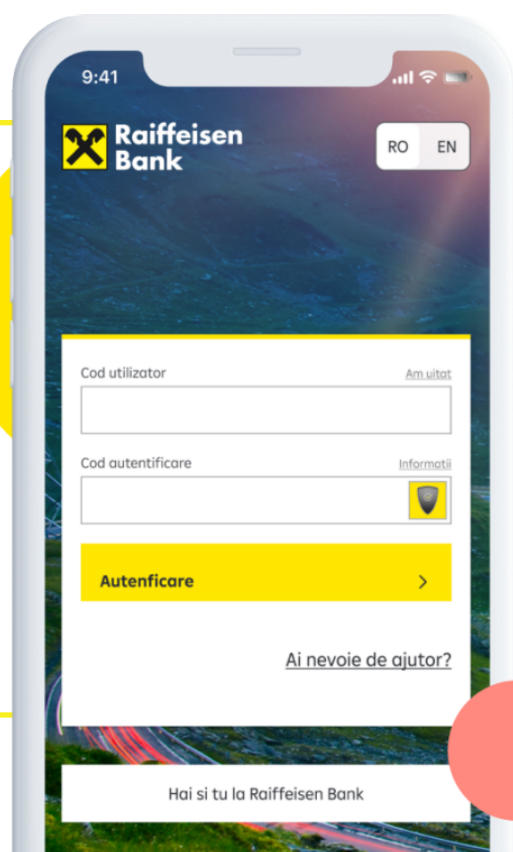 9:41
Raiffeisen
Bank
RO EN
Cod utilizator Am uitat
Cod autentificare Informatii
Autenficare
Ai nevoie de ajutor?
Hai si tu la Raiffeisen Bank